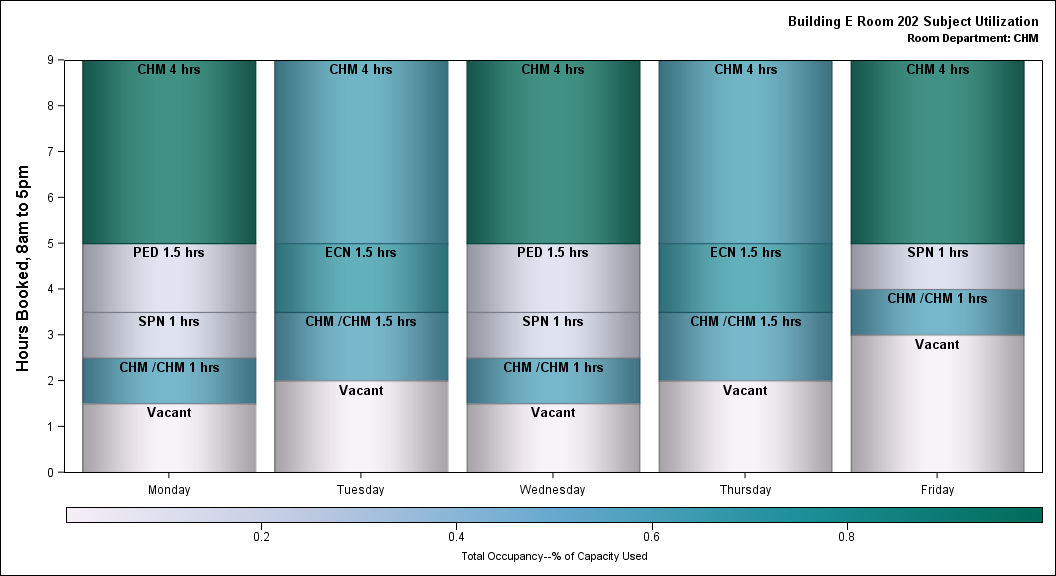 Building E Room 202 Subject Utilization
Room Department: CHM
Hours Booked, 8am to 5pm
9
8
7
6
5
4
3
2
1
0
CHM 4 hrs
PED 1.5 hrs
SPN 1 hrs
CHM /CHM 1 hrs
Vacant
CHM 4 hrs
ECN 1.5 hrs
CHM /CHM 1.5 hrs
Vacant
CHM 4 hrs
PED 1.5 hrs
SPN 1 hrs
CHM /CHM 1 hrs
Vacant
CHM 4 hrs
ECN 1.5 hrs
CHM /CHM 1.5 hrs
Vacant
CHM 4 hrs
SPN 1 hrs
CHM /CHM 1 hrs
Vacant
Monday Tuesday Wednesday Thursday Friday
0.2 0.4 0.6 0.8
Total Occupancy--% of Capacity Used